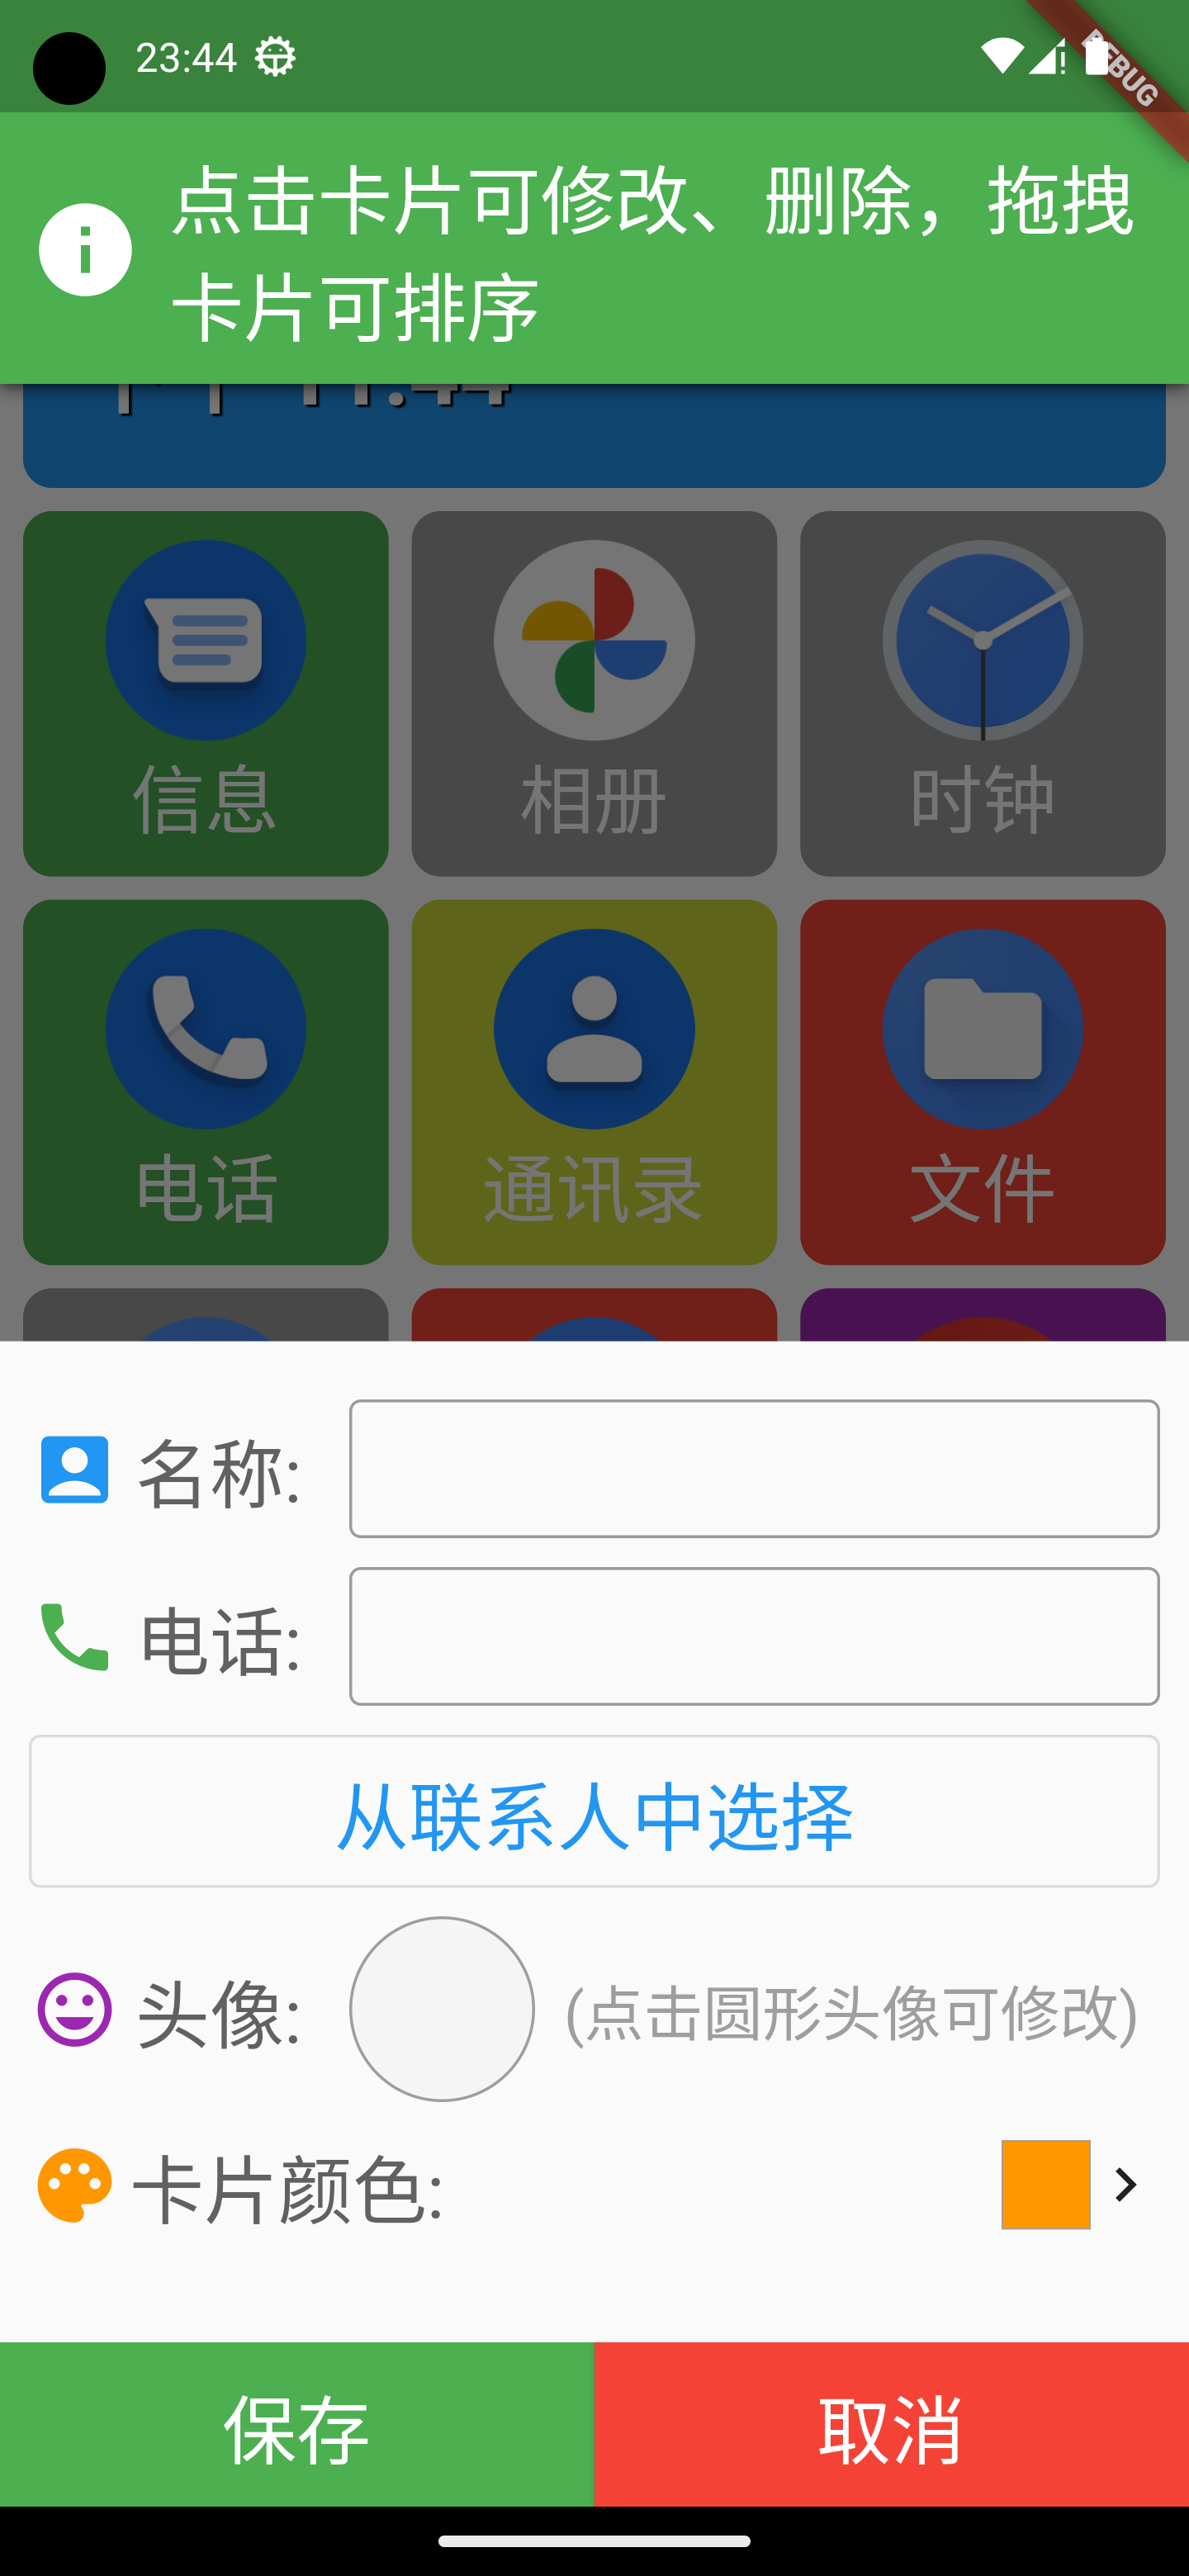 23:44
DEBUG
点击卡片可修改、删除，拖拽
卡片可排序
信息
相册
时钟
电话
通讯录
文件
名称:
电话:
从联系人中选择
头像:
(点击圆形头像可修改)
卡片颜色:
保存
取消